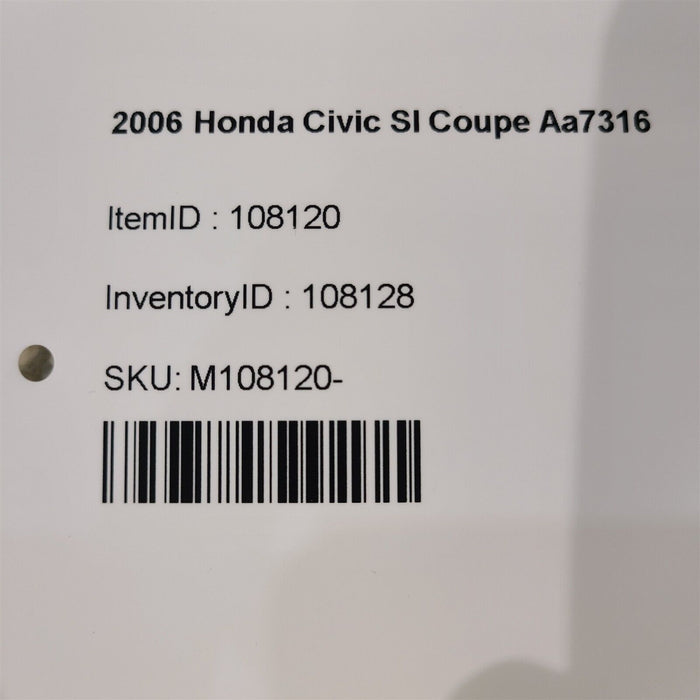 2006 Honda Civic SI Coupe Aa7316
ItemID : 108120
InventoryID : 108128
SKU: M108120-